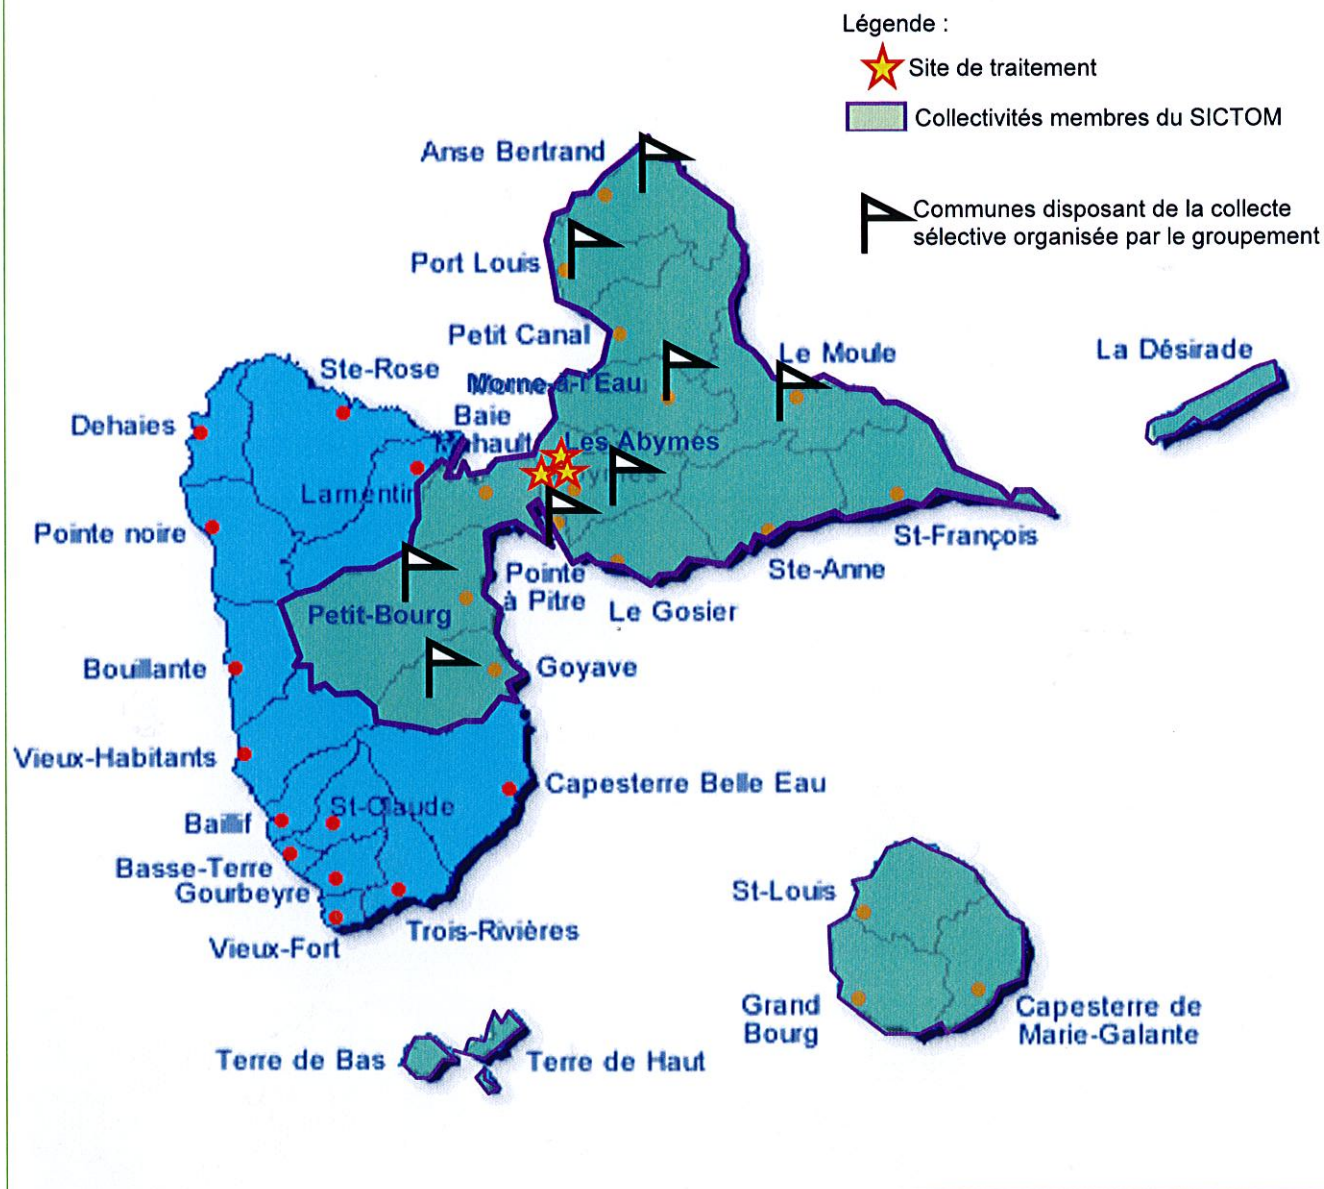 Légende :
Site de traitement
Collectivités membres du SICTOM
Communes disposant de la collecte
sélective organisée par le groupement
Anse Bertrand
Port Louis
Petit Canal
Le Moule
La Désirade
Ste-Rose
Morne-à-l'Eau
Dehaies
Baie
Mahault
Les Abymes
Lamentin
Pointe noire
St-François
Ste-Anne
Pointe
à Pitre
Le Gosier
Petit-Bourg
Bouillante
Goyave
Vieux-Habitants
Capesterre Belle Eau
St-Claude
Baillif
Basse-Terre
Gourbeyre
St-Louis
Trois-Rivières
Vieux-Fort
Grand
Bourg
Capesterre de
Marie-Galante
Terre de Bas
Terre de Haut